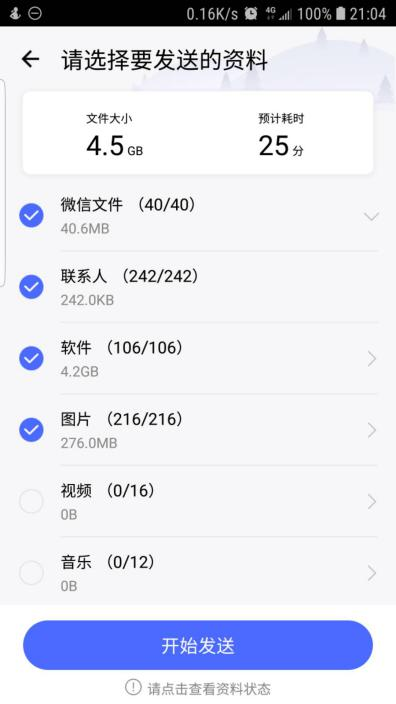 0.16K/s 4G 100% 21:04
请选择要发送的资料
文件大小 预计耗时
4.5 GB 25 分
微信文件 （40/40）
40.6MB
联系人 （242/242）
242.0KB
软件 （106/106）
4.2GB
图片 （216/216）
276.0MB
视频 （0/16）
0B
音乐 （0/12）
0B
开始发送
请点击查看资料状态